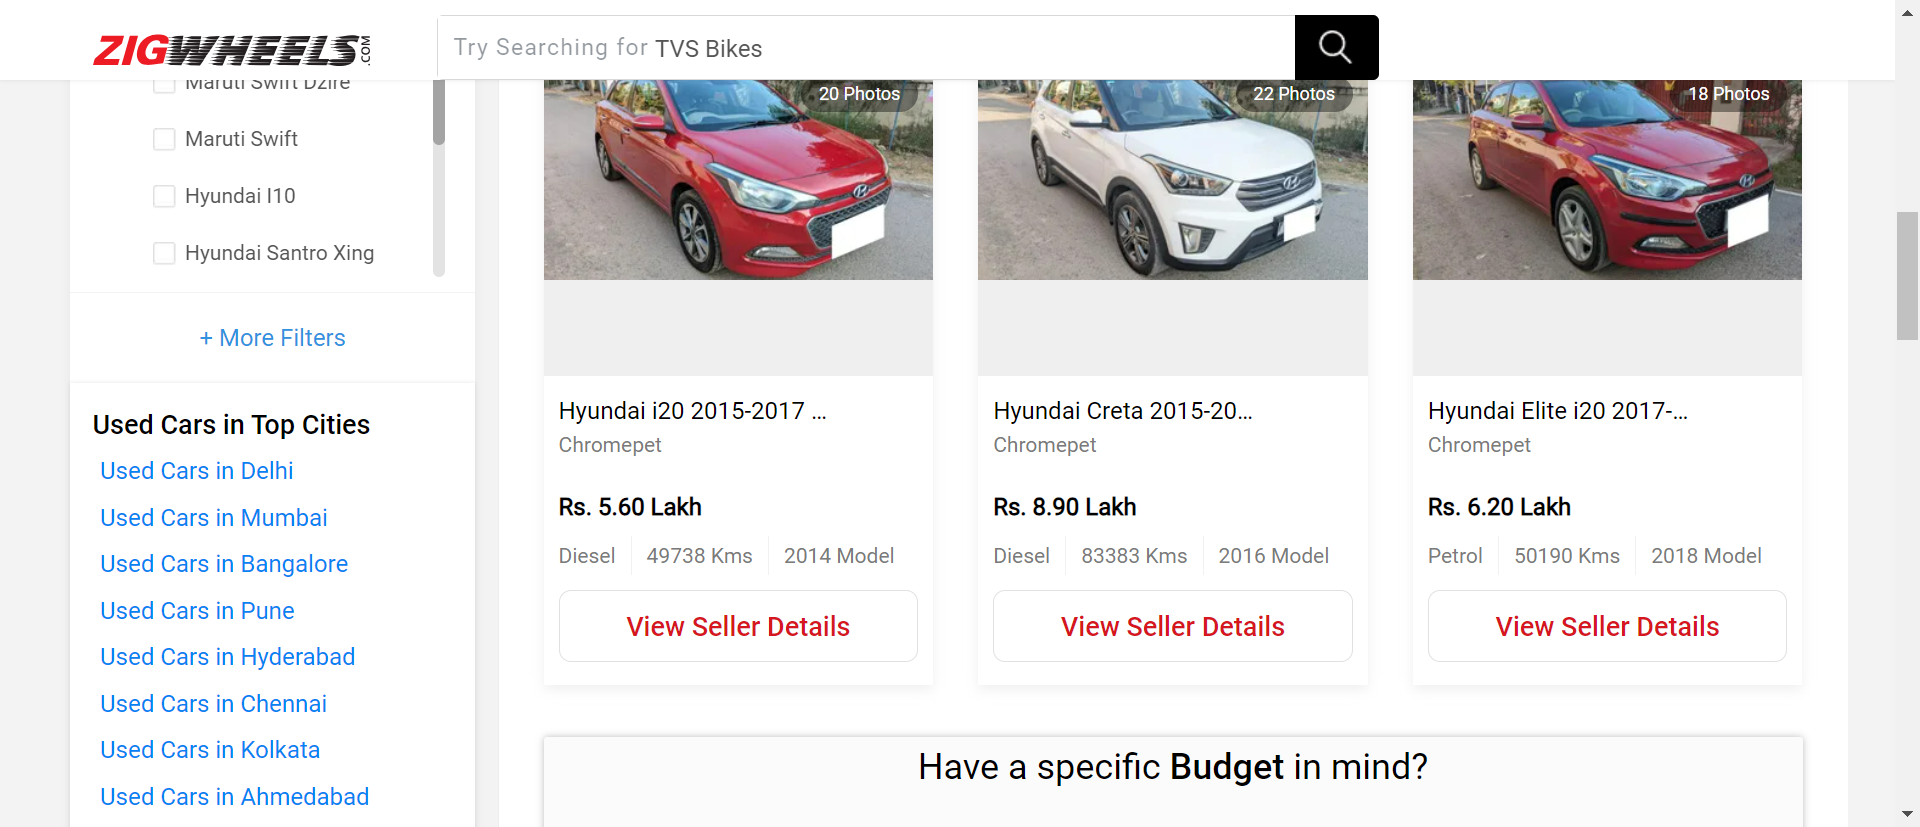 ZIGWHEELS.COM
Try Searching for TVS Bikes
Maruti Swift Dzire
Maruti Swift
Hyundai I10
Hyundai Santro Xing
+ More Filters
Used Cars in Top Cities
Used Cars in Delhi
Used Cars in Mumbai
Used Cars in Bangalore
Used Cars in Pune
Used Cars in Hyderabad
Used Cars in Chennai
Used Cars in Kolkata
Used Cars in Ahmedabad
20 Photos
Hyundai i20 2015-2017 ...
Chromepet
Rs. 5.60 Lakh
Diesel 49738 Kms 2014 Model
View Seller Details
22 Photos
Hyundai Creta 2015-20...
Chromepet
Rs. 8.90 Lakh
Diesel 83383 Kms 2016 Model
View Seller Details
18 Photos
Hyundai Elite i20 2017-...
Chromepet
Rs. 6.20 Lakh
Petrol 50190 Kms 2018 Model
View Seller Details
Have a specific Budget in mind?